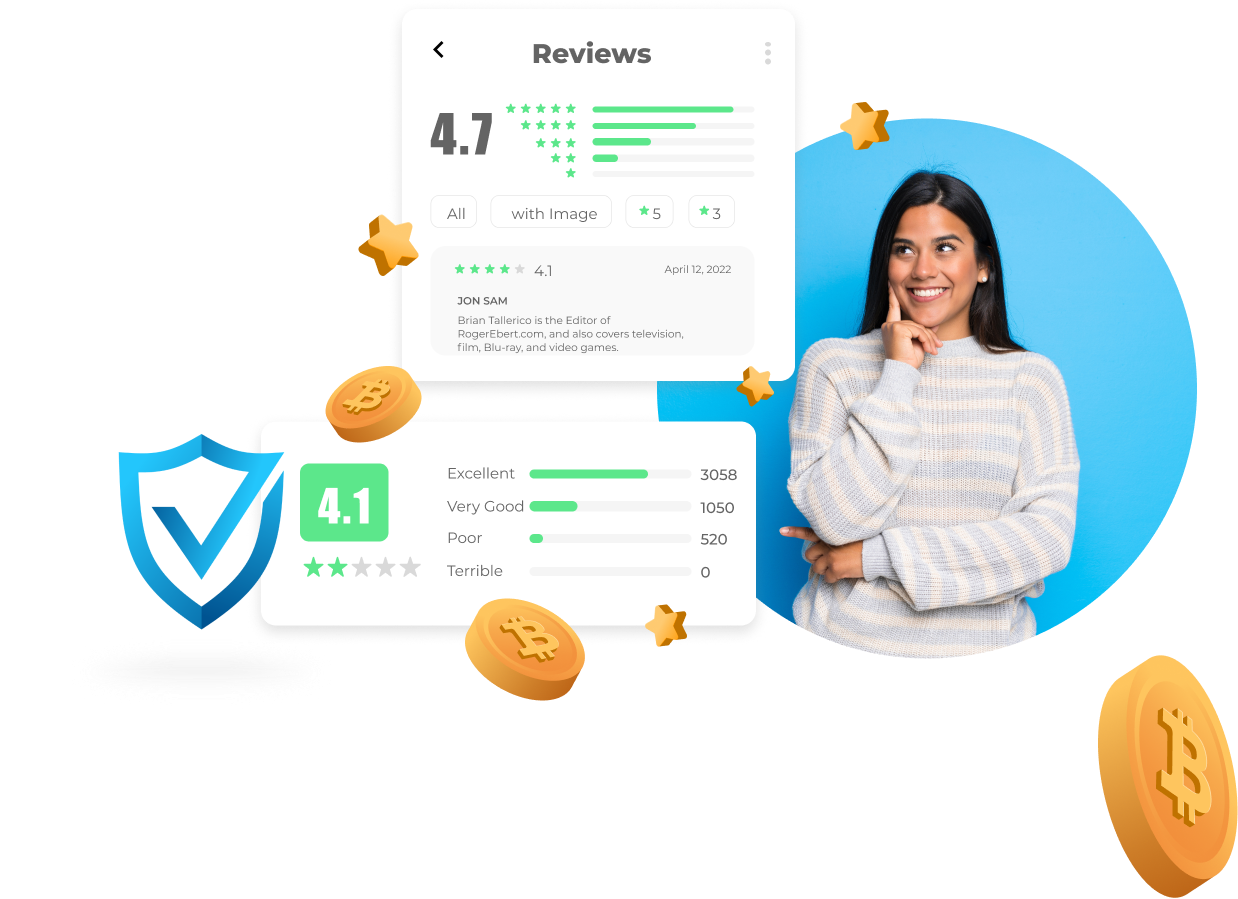 Reviews
4.7
All
with Image
5
3
4.1
April 12, 2022
JON SAM
Brian Tallerico is the Editor of
RogerEbert.com, and also covers television,
film, Blu-ray, and video games.
4.1
Excellent 3058
Very Good 1050
Poor 520
Terrible 0